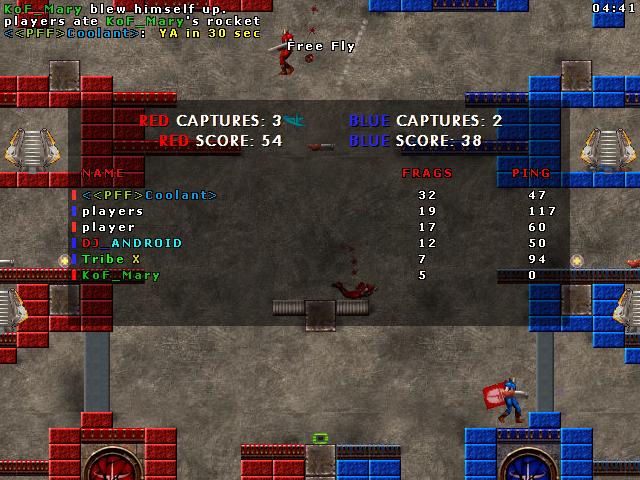 KoF_Mary blew himself up.
04:41
players ate KoF_Mary's rocket
<<PFF>Coolant>: YA in 30 sec
Free Fly
RED CAPTURES: 3 BLUE CAPTURES: 2
RED SCORE: 54 BLUE SCORE: 38
NAME FRAGS PING
<<PFF>Coolant> 32 47
players 19 117
player 17 60
DJ_ANDROID 12 50
Tribe X 7 94
KoF_Mary 5 0